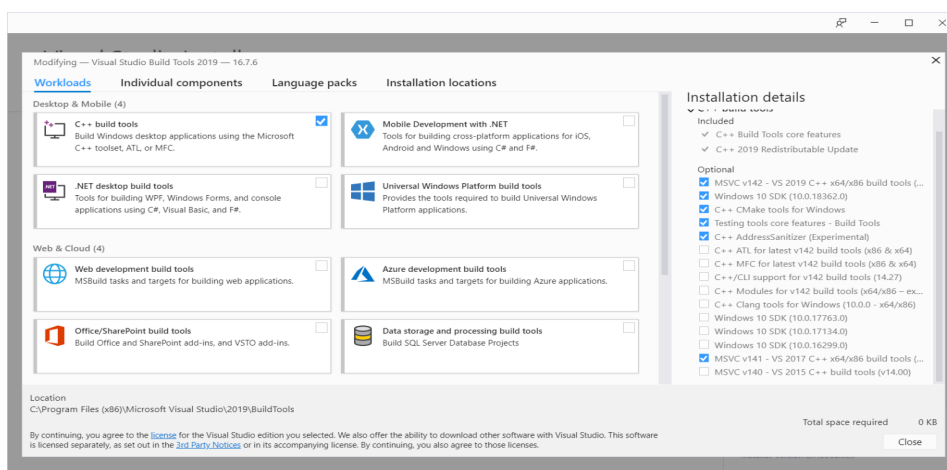 Modifying — Visual Studio Build Tools 2019 — 16.7.6
Workloads
Individual components
Language packs
Installation locations
Desktop & Mobile (4)
C++ build tools
Build Windows desktop applications using the Microsoft
C++ toolset, ATL, or MFC.
Mobile Development with .NET
Tools for building cross-platform applications for iOS,
Android and Windows using C# and F#.
.NET
.NET desktop build tools
Tools for building WPF, Windows Forms, and console
applications using C#, Visual Basic, and F#.
Universal Windows Platform build tools
Provides the tools required to build Universal Windows
Platform applications.
Web & Cloud (4)
Web development build tools
MSBuild tasks and targets for building web applications.
Azure development build tools
MSBuild tasks and targets for building Azure applications.
Office/SharePoint build tools
Build Office and SharePoint add-ins, and VSTO add-ins.
Data storage and processing build tools
Build SQL Server Database Projects
Installation details
C++ build tools
Included
C++ Build Tools core features
C++ 2019 Redistributable Update
Optional
MSVC v142 - VS 2019 C++ x64/x86 build tools (...
Windows 10 SDK (10.0.18362.0)
C++ CMake tools for Windows
Testing tools core features - Build Tools
C++ AddressSanitizer (Experimental)
C++ ATL for latest v142 build tools (x86 & x64)
C++ MFC for latest v142 build tools (x86 & x64)
C++/CLI support for v142 build tools (14.27)
C++ Modules for v142 build tools (x64/x86 – ex...
C++ Clang tools for Windows (10.0.0 - x64/x86)
Windows 10 SDK (10.0.17763.0)
Windows 10 SDK (10.0.17134.0)
Windows 10 SDK (10.0.16299.0)
MSVC v141 - VS 2017 C++ x64/x86 build tools (...
MSVC v140 - VS 2015 C++ build tools (v14.00)
Location
C:\Program Files (x86)\Microsoft Visual Studio\2019\BuildTools
Total space required 0 KB
By continuing, you agree to the license for the Visual Studio edition you selected. We also offer the ability to download other software with Visual Studio. This software
is licensed separately, as set out in the 3rd Party Notices or in its accompanying license. By continuing, you also agree to those licenses.
Close